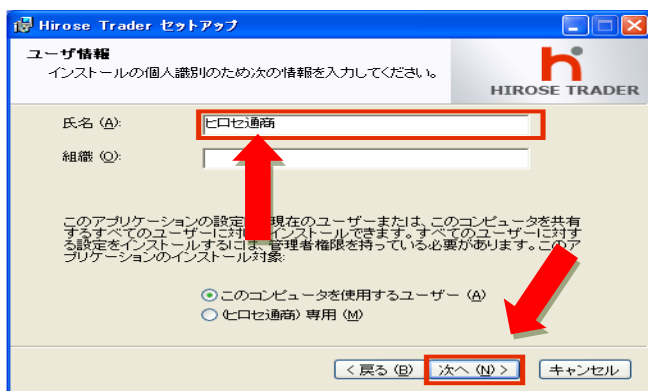 Hirose Trader セットアップ
ユーザ情報
インストールの個人識別のため次の情報を入力してください。
HIROSE TRADER
氏名 (A):
ヒロセ通商
組織 (O):
このアプリケーションの設定は 現在のユーザーまたは、このコンピュータを共有
するすべてのユーザーに対 インストールできます。すべてのユーザーに対す
る設定をインストールするには、管理者権限を持っている必要があります。このア
プリケーションのインストール対象:
このコンピュータを使用するユーザー (A)
(ヒロセ通商) 専用 (M)
< 戻る (B)
次へ (N) >
キャンセル